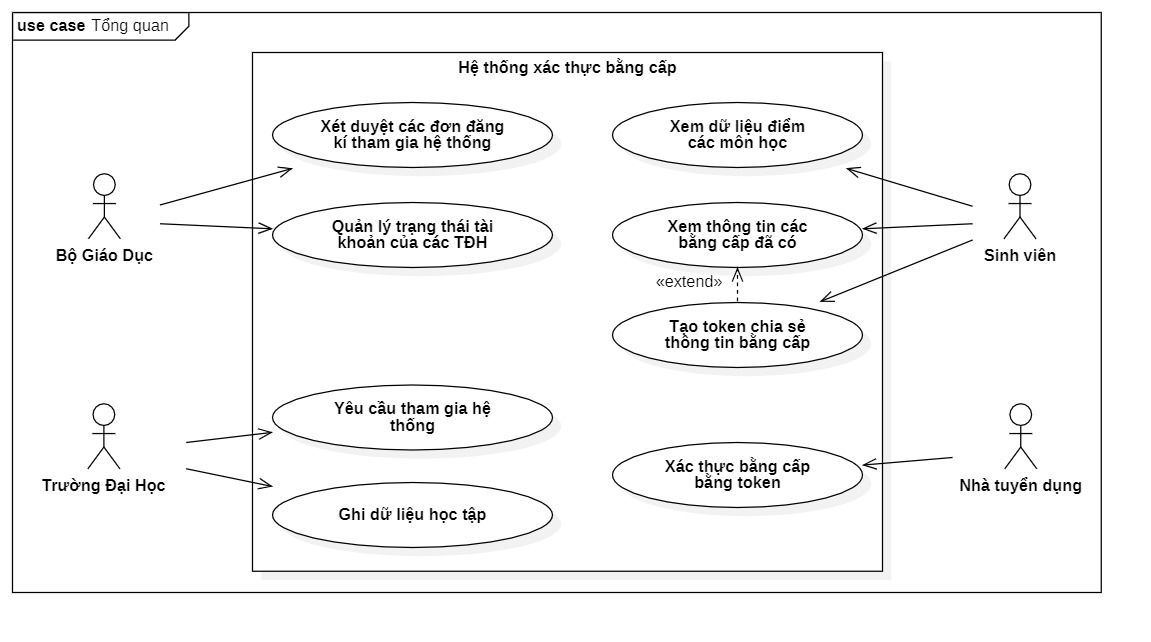 use case Tổng quan
Hệ thống xác thực bằng cấp
Xét duyệt các đơn đăng
kí tham gia hệ thống
Xem dữ liệu điểm
các môn học
Quản lý trạng thái tài
khoản của các TĐH
Xem thông tin các
bằng cấp đã có
Bộ Giáo Dục
Sinh viên
«extend»
Tạo token chia sẻ
thông tin bằng cấp
Yêu cầu tham gia hệ
thống
Xác thực bằng cấp
bằng token
Trường Đại Học
Nhà tuyển dụng
Ghi dữ liệu học tập